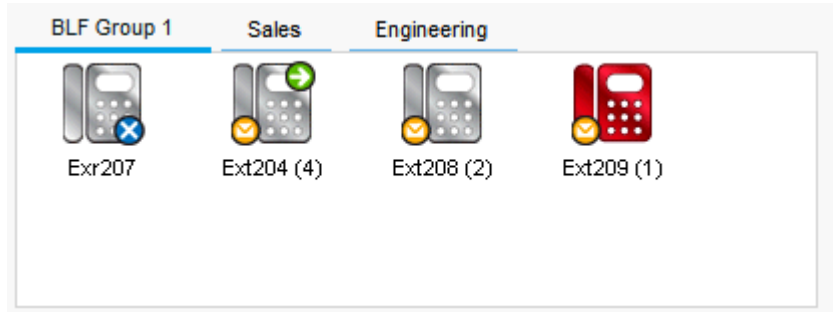 BLF Group 1 Sales Engineering
Exr207 Ext204 (4) Ext208 (2) Ext209 (1)